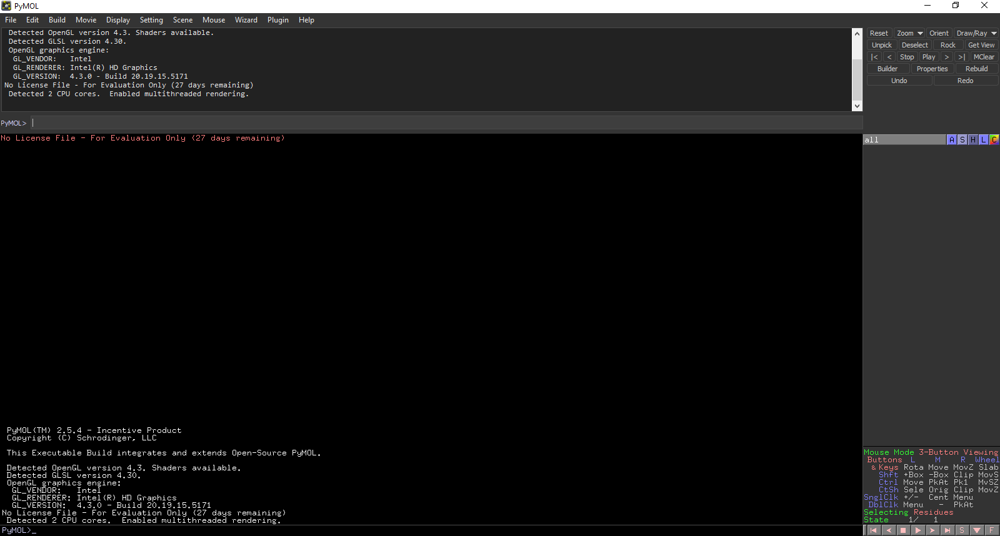 PyMOL
File Edit Build Movie Display Setting Scene Mouse Wizard Plugin Help
Detected OpenGL version 4.3. Shaders available.
Detected GLSL version 4.30.
OpenGL graphics engine:
GL_VENDOR: Intel
GL_RENDERER: Intel(R) HD Graphics
GL_VERSION: 4.3.0 - Build 20.19.15.5171
No License File - For Evaluation Only (27 days remaining)
Detected 2 CPU cores. Enabled multithreaded rendering.
Reset Zoom Orient Draw/Ray
Unpick Deselect Rock Get View
|< < Stop Play > >| MClear
Builder Properties Rebuild
Undo Redo
PyMOL>
No License File - For Evaluation Only (27 days remaining)
all A S H L C
PyMOL(TM) 2.5.4 - Incentive Product
Copyright (C) Schrodinger, LLC
This Executable Build integrates and extends Open-Source PyMOL.
Detected OpenGL version 4.3. Shaders available.
Detected GLSL version 4.30.
OpenGL graphics engine:
GL_VENDOR: Intel
GL_RENDERER: Intel(R) HD Graphics
GL_VERSION: 4.3.0 - Build 20.19.15.5171
No License File - For Evaluation Only (27 days remaining)
Detected 2 CPU cores. Enabled multithreaded rendering.
PyMOL>_
Mouse Mode 3-Button Viewing
Buttons L M R Wheel
& Keys Rota Move MovZ Slab
Shft +Box -Box Clip MovS
Ctrl Move PkAt Pk1 MvSZ
CtSh Sele Orig Clip MovZ
SnglClk +/- Cent Menu
DblClk Menu - PkAt
Selecting Residues
State 1/ 1
S F